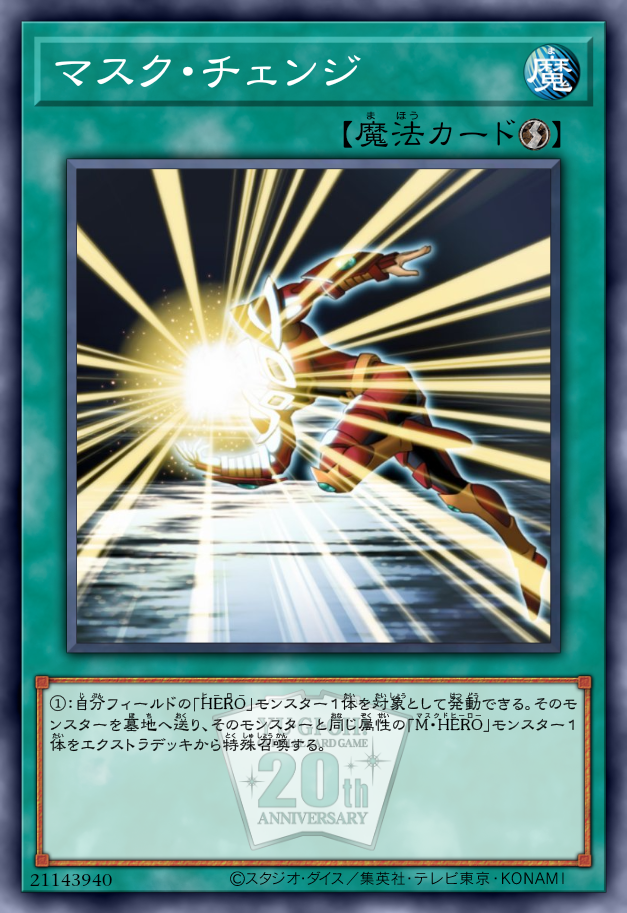 マスク・チェンジ
魔
【魔法カード】
①：自分フィールドの「HERO」モンスター１体を対象として発動できる。そのモ
ンスターを墓地へ送り、そのモンスターと同じ属性の「M・HERO」モンスター１
体をエクストラデッキから特殊召喚する。
20th
ANNIVERSARY
21143940
©スタジオ・ダイス／集英社・テレビ東京・KONAMI